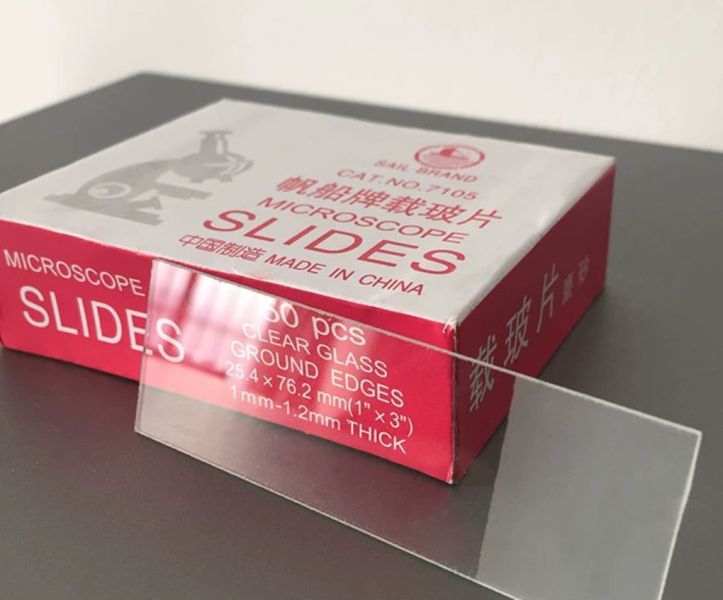 SAIL BRAND
CAT.NO.7105
帆船牌载玻片
MICROSCOPE
SLIDES
中国制造 MADE IN CHINA
MICROSCOPE
SLIDES
50 pcs
CLEAR GLASS
GROUND EDGES
25.4 × 76.2 mm(1" × 3")
1mm-1.2mm THICK
载玻片